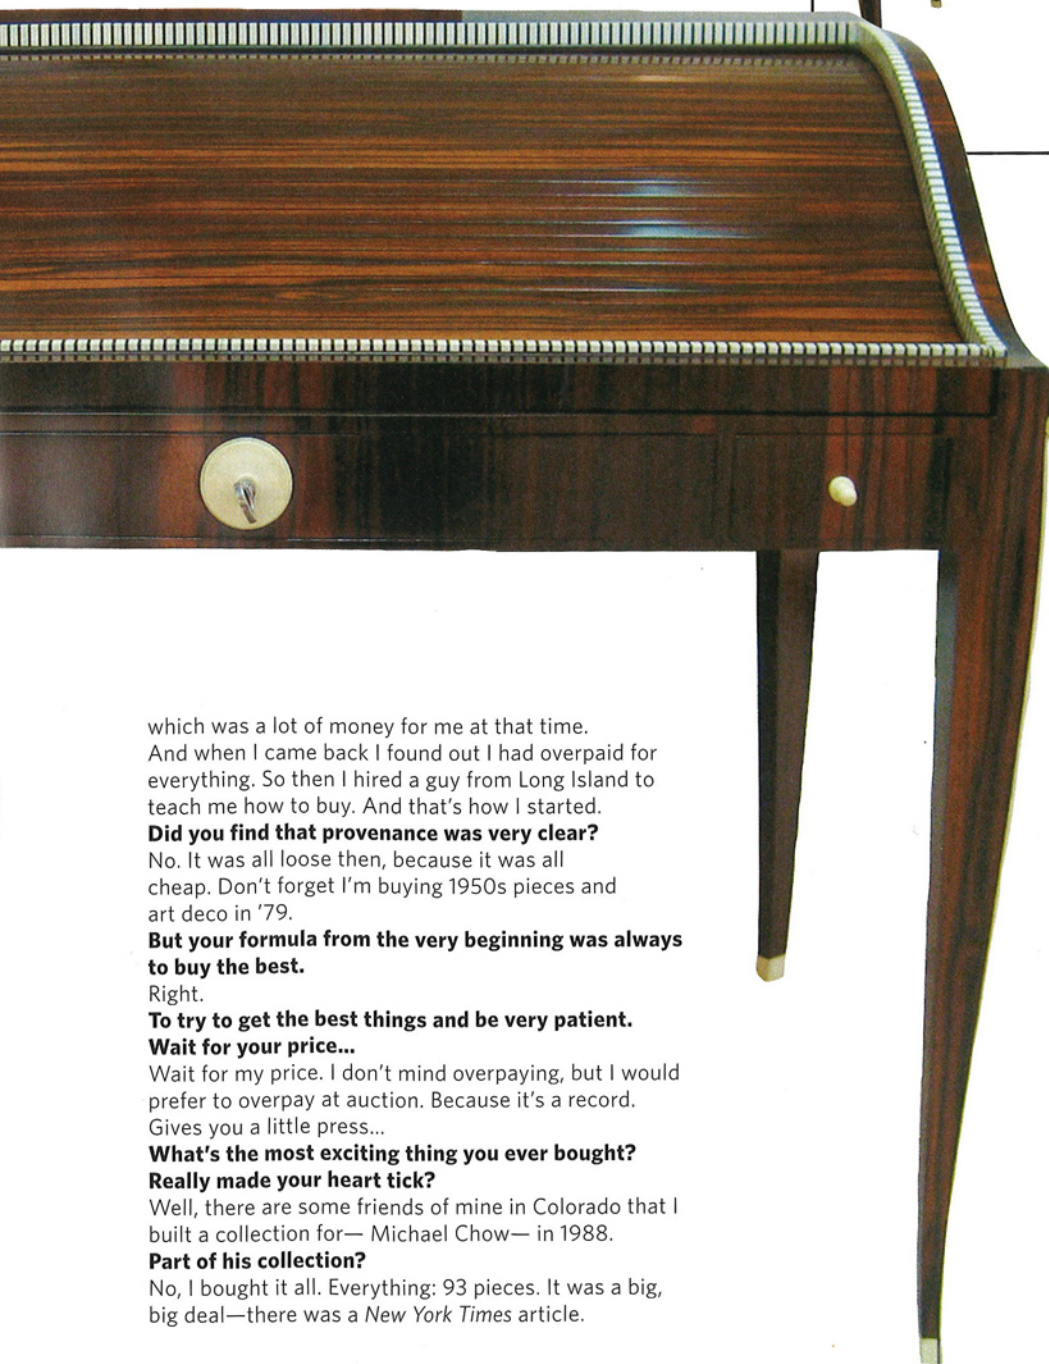 which was a lot of money for me at that time.
And when I came back I found out I had overpaid for
everything. So then I hired a guy from Long Island to
teach me how to buy. And that's how I started.
Did you find that provenance was very clear?
No. It was all loose then, because it was all
cheap. Don't forget I'm buying 1950s pieces and
art deco in '79.
But your formula from the very beginning was always
to buy the best.
Right.
To try to get the best things and be very patient.
Wait for your price...
Wait for my price. I don't mind overpaying, but I would
prefer to overpay at auction. Because it's a record.
Gives you a little press...
What's the most exciting thing you ever bought?
Really made your heart tick?
Well, there are some friends of mine in Colorado that I
built a collection for— Michael Chow— in 1988.
Part of his collection?
No, I bought it all. Everything: 93 pieces. It was a big,
big deal—there was a New York Times article.